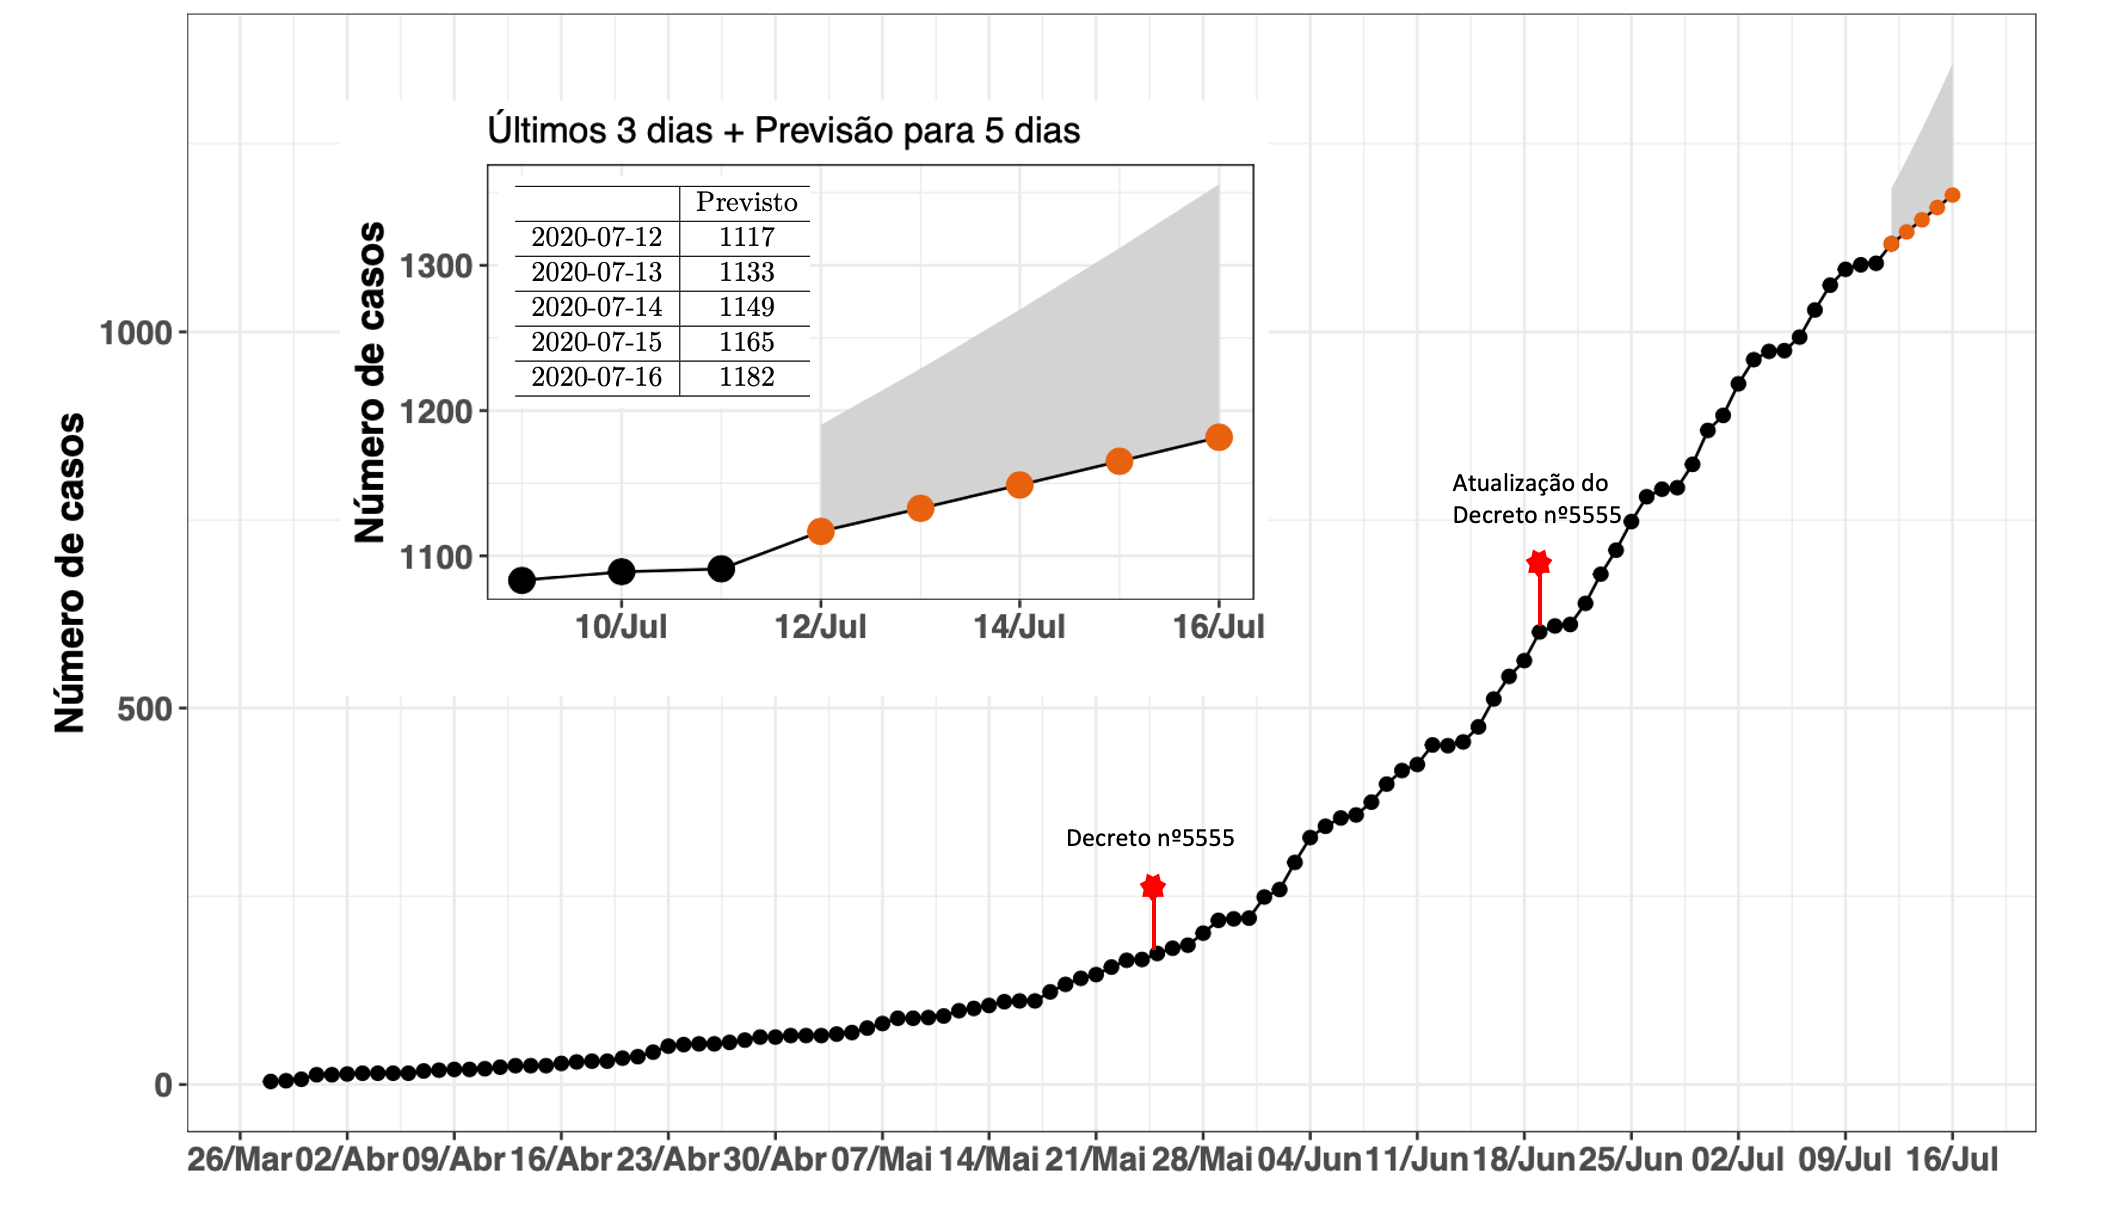 Últimos 3 dias + Previsão para 5 dias
Previsto
2020-07-12 1117
2020-07-13 1133
2020-07-14 1149
2020-07-15 1165
2020-07-16 1182
Número de casos
1300
1200
1100
10/Jul 12/Jul 14/Jul 16/Jul
Número de casos
1000
500
0
Atualização do
Decreto nº5555
Decreto nº5555
26/Mar 02/Abr 09/Abr 16/Abr 23/Abr 30/Abr 07/Mai 14/Mai 21/Mai 28/Mai 04/Jun 11/Jun 18/Jun 25/Jun 02/Jul 09/Jul 16/Jul